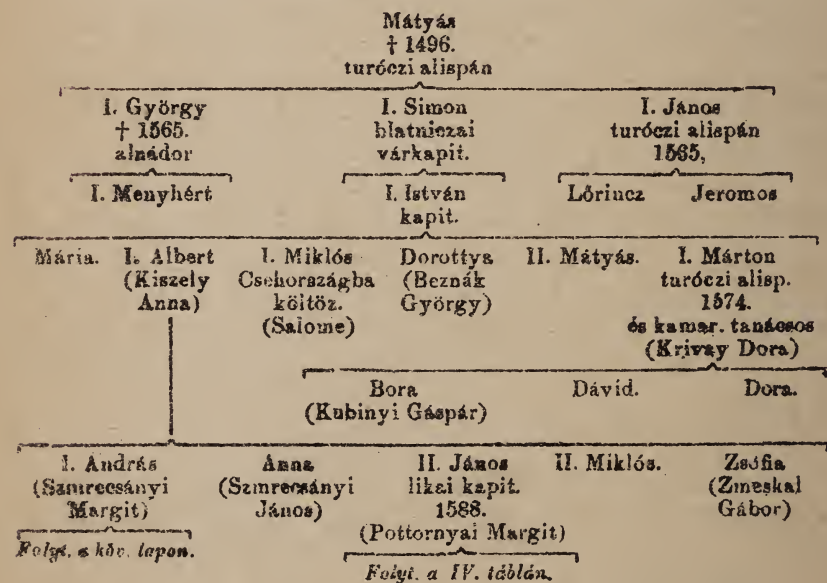 Mátyás
† 1496.
turóczi alispán
I. György I. Simon I. János
† 1565. blatniczai turóczi alispán
alnádor várkapit. 1565,
I. Menyhért I. István Lőrincz Jeromos
kapit.
Mária. I. Albert I. Miklós Dorottya II. Mátyás. I. Márton
(Kiszely Csehországba (Beznák turóczi alisp.
Anna) költöz. György) 1574.
(Salome) és kamar. tanácsos
(Krivay Dora)
Bora Dávid. Dora.
(Kubinyi Gáspár)
I. András Anna II. János II. Miklós. Zsófia
(Szmrecsányi (Szmrecsányi likai kapit. (Zmeskal
Margit) János) 1588. Gábor)
(Pottornyai Margit)
Folyt. a köv. lapon.
Folyt. a IV. táblán.